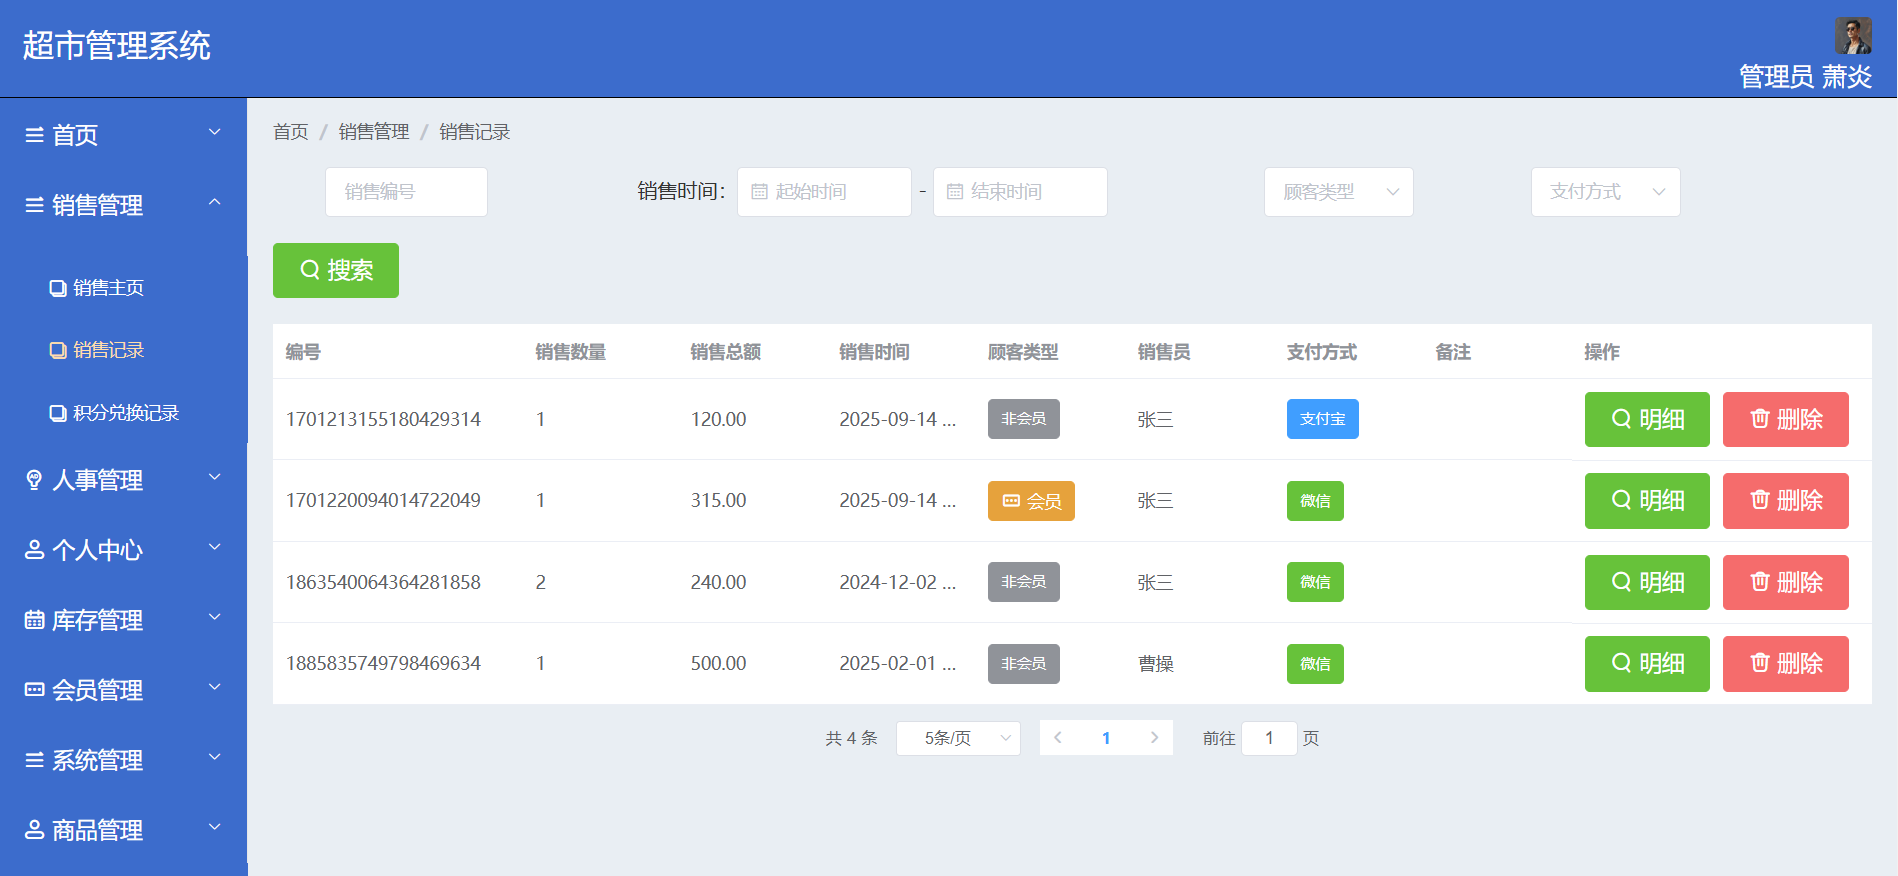 超市管理系统
管理员 萧炎
首页
销售管理
销售主页
销售记录
积分兑换记录
人事管理
个人中心
库存管理
会员管理
系统管理
商品管理
首页 / 销售管理 / 销售记录
销售编号 销售时间： 起始时间 - 结束时间 顾客类型 支付方式
搜索
编号 销售数量 销售总额 销售时间 顾客类型 销售员 支付方式 备注 操作
1701213155180429314 1 120.00 2025-09-14 ... 非会员 张三 支付宝 明细 删除
1701220094014722049 1 315.00 2025-09-14 ... 会员 张三 微信 明细 删除
1863540064364281858 2 240.00 2024-12-02 ... 非会员 张三 微信 明细 删除
1885835749798469634 1 500.00 2025-02-01 ... 非会员 曹操 微信 明细 删除
共 4 条 5条/页 1 前往 1 页